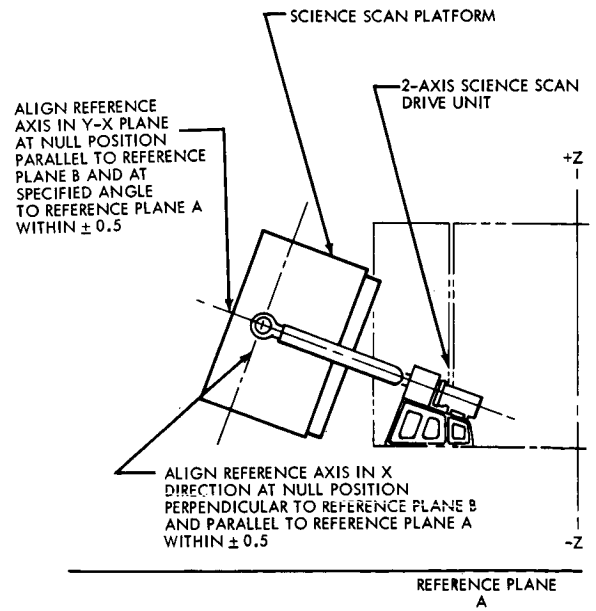 SCIENCE SCAN PLATFORM
2-AXIS SCIENCE SCAN
DRIVE UNIT
ALIGN REFERENCE
AXIS IN Y-X PLANE
AT NULL POSITION
PARALLEL TO REFERENCE
PLANE B AND AT
SPECIFIED ANGLE
TO REFERENCE PLANE A
WITHIN ± 0.5
+Z
ALIGN REFERENCE AXIS IN X
DIRECTION AT NULL POSITION
PERPENDICULAR TO REFERENCE PLANE B
AND PARALLEL TO REFERENCE PLANE A
WITHIN ± 0.5
-Z
REFERENCE PLANE
A